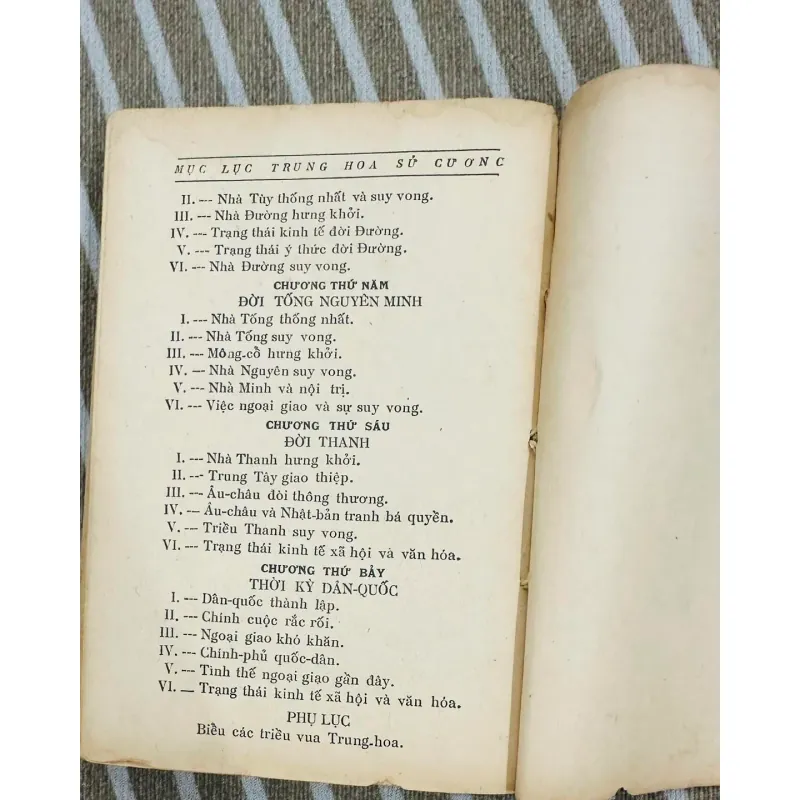 MỤC LỤC TRUNG HOA SỬ CƯƠNG
II. --- Nhà Tùy thống nhất và suy vong.
III. --- Nhà Đường hưng khởi.
IV. --- Trạng thái kinh tế đời Đường.
V. --- Trạng thái ý thức đời Đường.
VI. --- Nhà Đường suy vong.
CHƯƠNG THỨ NĂM
ĐỜI TỐNG NGUYÊN MINH
I. --- Nhà Tống thống nhất.
II. --- Nhà Tống suy vong.
III. --- Mông-cổ hưng khởi.
IV. --- Nhà Nguyên suy vong.
V. --- Nhà Minh và nội trị.
VI. --- Việc ngoại giao và sự suy vong.
CHƯƠNG THỨ SÁU
ĐỜI THANH
I. --- Nhà Thanh hưng khởi.
II. --- Trung Tây giao thiệp.
III. --- Âu-châu đòi thông thương.
IV. --- Âu-châu và Nhật-bản tranh bá quyền.
V. --- Triều Thanh suy vong.
VI. --- Trạng thái kinh tế xã hội và văn hóa.
CHƯƠNG THỨ BẢY
THỜI KỲ DÂN-QUỐC
I. --- Dân-quốc thành lập.
II. --- Chính cuộc rắc rối.
III. --- Ngoại giao khó khăn.
IV. --- Chính-phủ quốc-dân.
V. --- Tình thế ngoại giao gần đây.
VI. --- Trạng thái kinh tế xã hội và văn hóa.
PHỤ LỤC
Biểu các triều vua Trung-hoa.